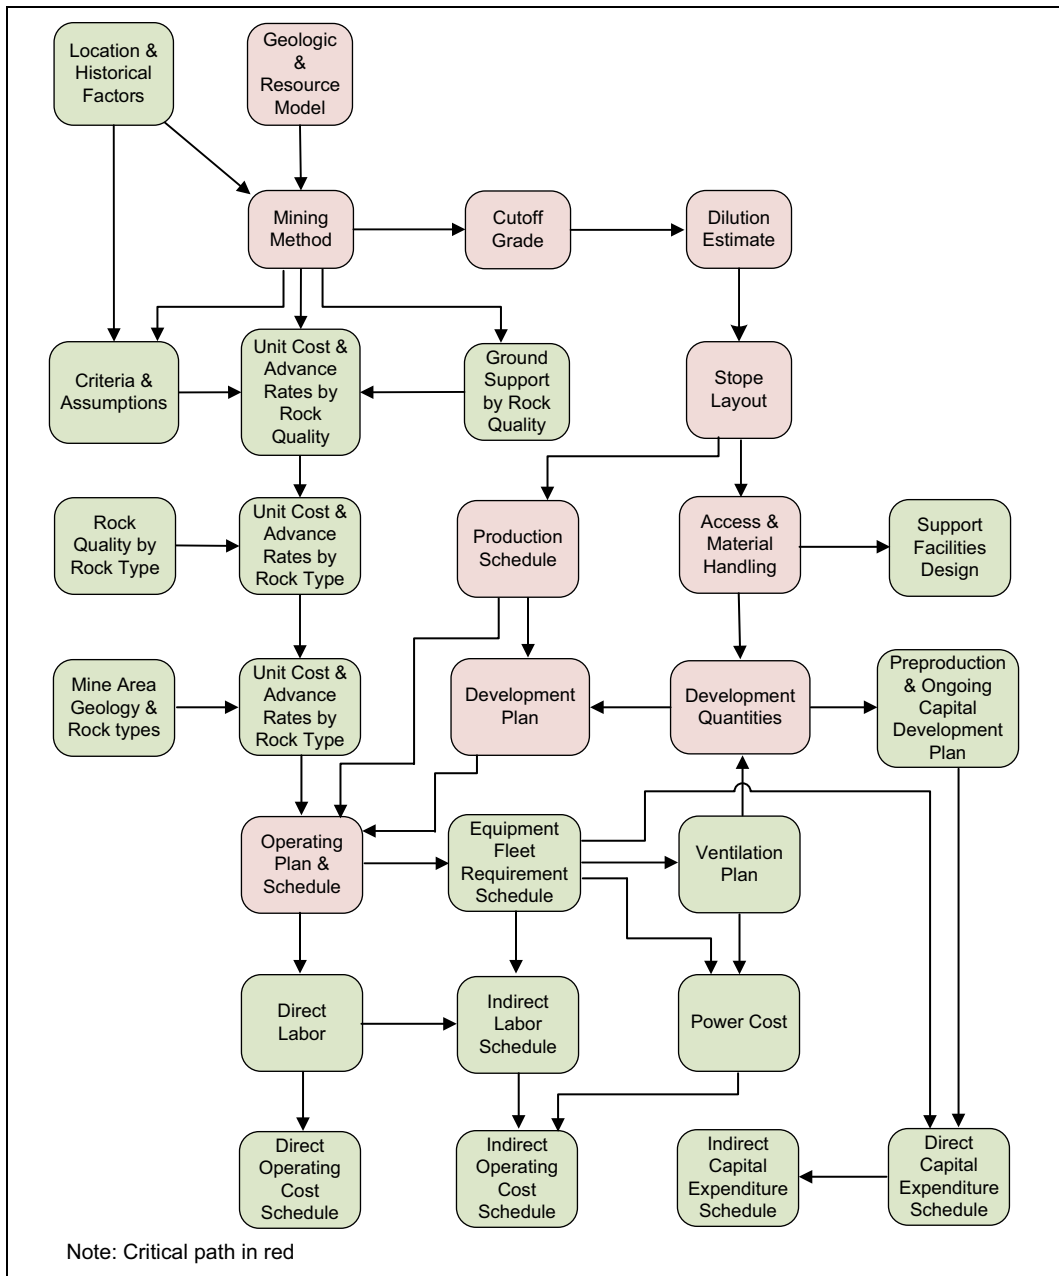 Location &
Historical
Factors
Geologic
&
Resource
Model
Mining
Method
Cutoff
Grade
Dilution
Estimate
Criteria &
Assumptions
Unit Cost &
Advance
Rates by
Rock
Quality
Ground
Support
by Rock
Quality
Stope
Layout
Rock
Quality by
Rock Type
Unit Cost &
Advance
Rates by
Rock Type
Production
Schedule
Access &
Material
Handling
Support
Facilities
Design
Mine Area
Geology &
Rock types
Unit Cost &
Advance
Rates by
Rock Type
Development
Plan
Development
Quantities
Preproduction
& Ongoing
Capital
Development
Plan
Operating
Plan &
Schedule
Equipment
Fleet
Requirement
Schedule
Ventilation
Plan
Direct
Labor
Indirect
Labor
Schedule
Power Cost
Direct
Operating
Cost
Schedule
Indirect
Operating
Cost
Schedule
Indirect
Capital
Expenditure
Schedule
Direct
Capital
Expenditure
Schedule
Note: Critical path in red